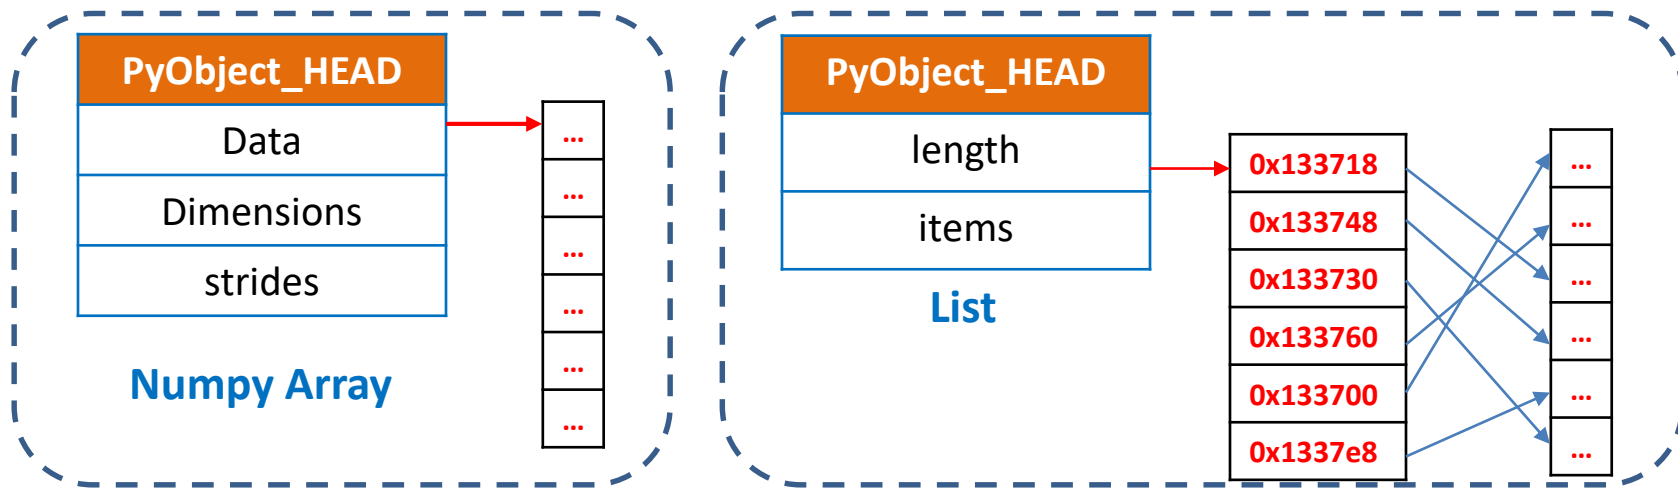 PyObject_HEAD
Data
Dimensions
strides
Numpy Array
...
...
...
...
...
...
PyObject_HEAD
length
items
List
0x133718
0x133748
0x133730
0x133760
0x133700
0x1337e8
...
...
...
...
...
...